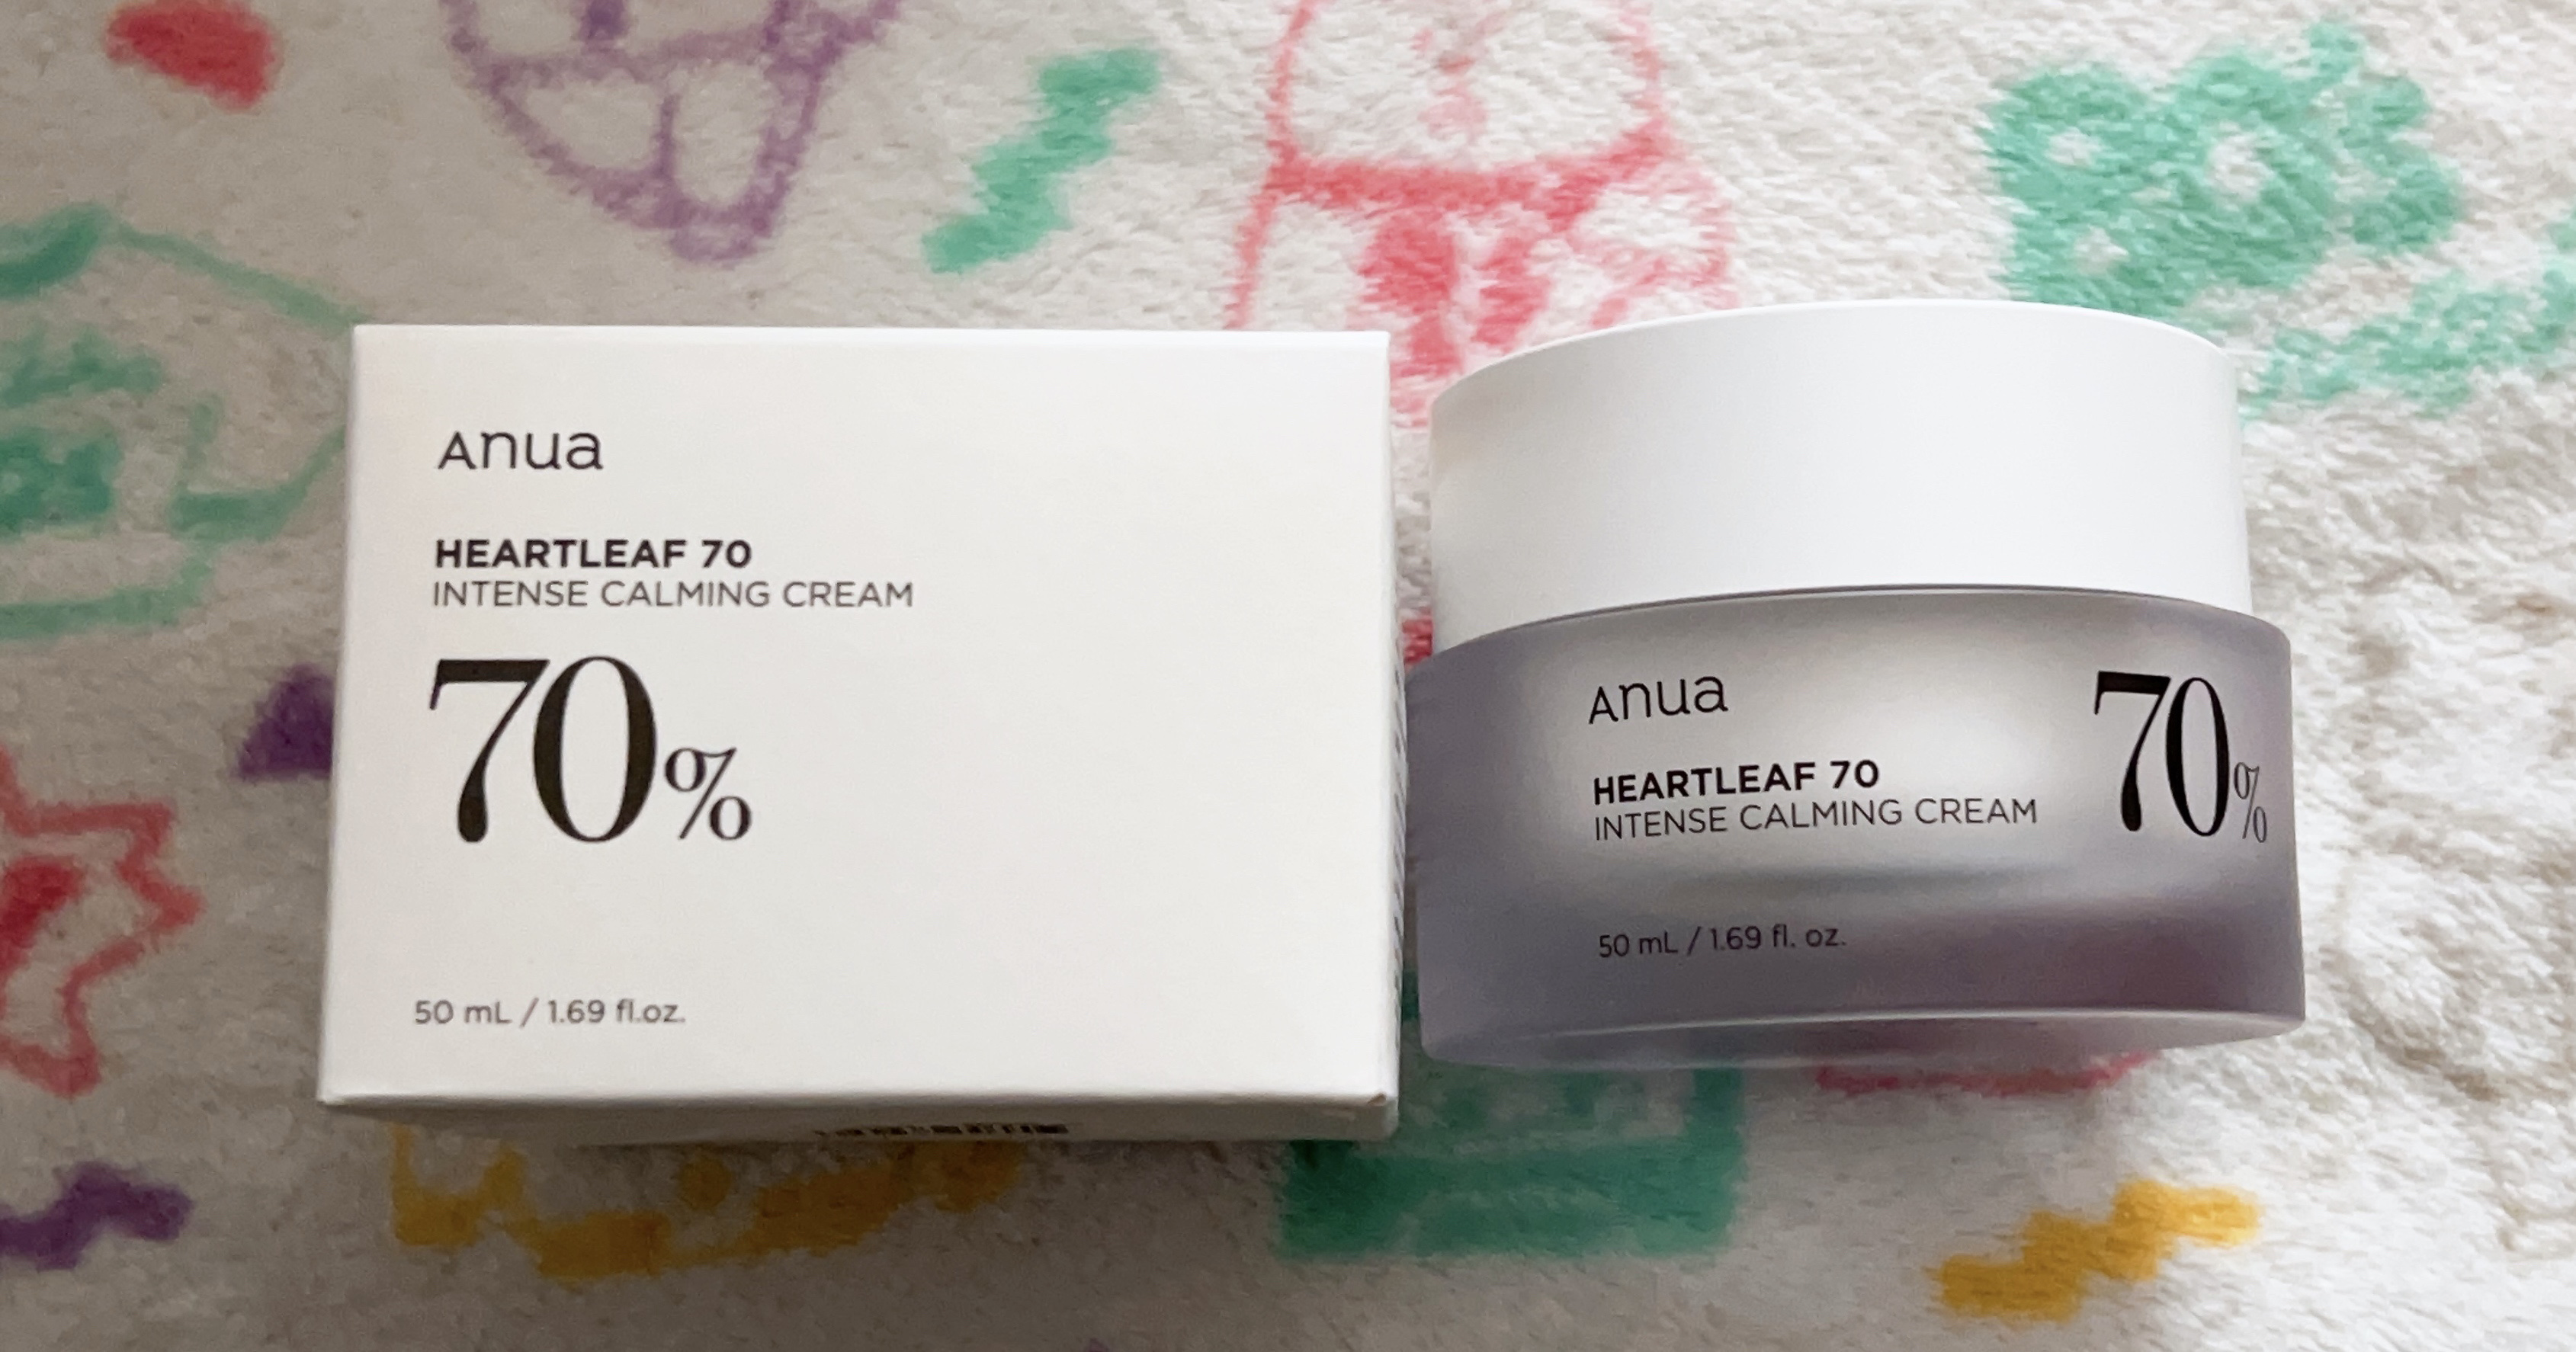 Anua
HEARTLEAF 70
INTENSE CALMING CREAM
70%
50 mL / 1.69 fl.oz.
Anua
HEARTLEAF 70
INTENSE CALMING CREAM
70%
50 mL / 1.69 fl. oz.